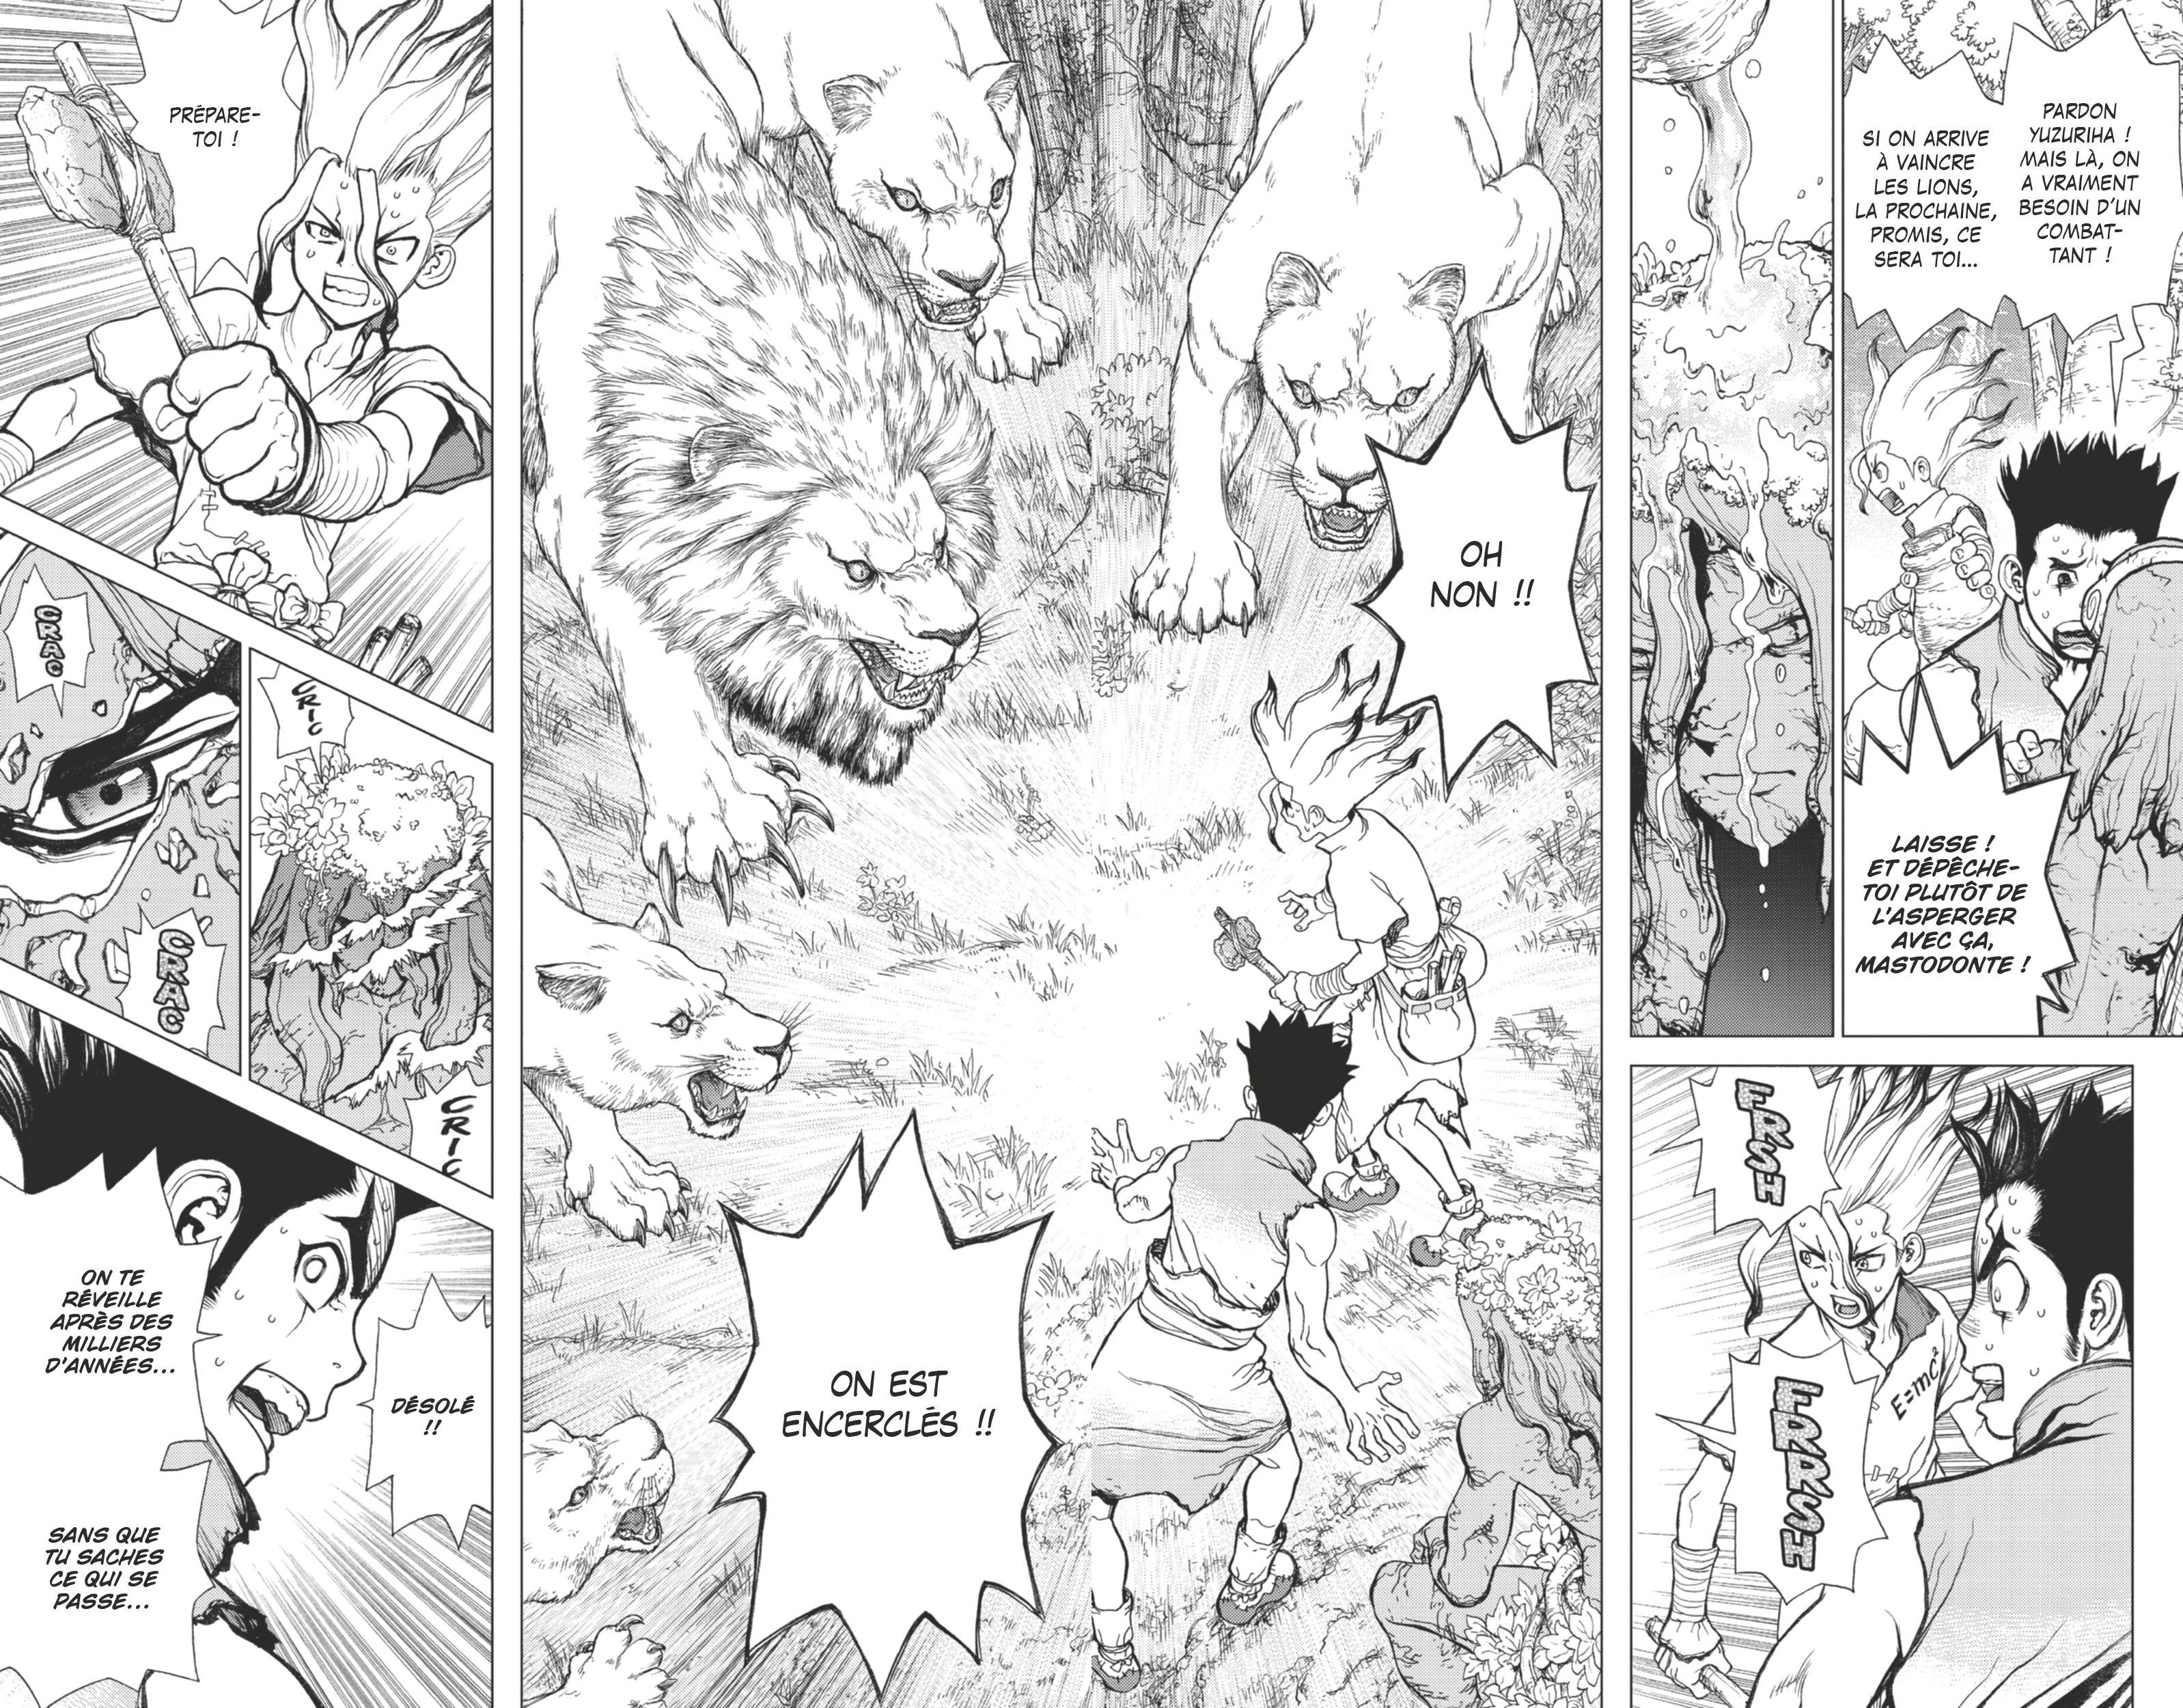 PARDON
YUZURIHA !
MAIS LÀ, ON
A VRAIMENT
BESOIN D'UN
COMBAT-
TANT !
SI ON ARRIVE
À VAINCRE
LES LIONS,
LA PROCHAINE,
PROMIS, CE
SERA TOI...
LAISSE !
ET DÉPÊCHE-
TOI PLUTÔT DE
L'ASPERGER
AVEC ÇA,
MASTODONTE !
FRSH
E=mc²
FRRSH
OH
NON !!
ON EST
ENCERCLÉS !!
PRÉPARE-
TOI !
CRIC
CRIC
CRAC
CRAC
DÉSOLÉ
!!
ON TE
RÉVEILLE
APRÈS DES
MILLIERS
D'ANNÉES...
SANS QUE
TU SACHES
CE QUI SE
PASSE...